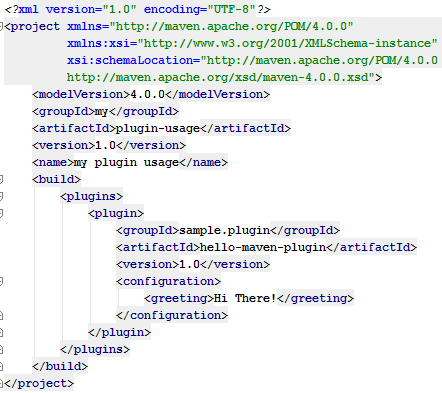 <?xml version="1.0" encoding="UTF-8"?>
<project xmlns="http://maven.apache.org/POM/4.0.0"
xmlns:xsi="http://www.w3.org/2001/XMLSchema-instance"
xsi:schemaLocation="http://maven.apache.org/POM/4.0.0
http://maven.apache.org/xsd/maven-4.0.0.xsd">
<modelVersion>4.0.0</modelVersion>
<groupId>my</groupId>
<artifactId>plugin-usage</artifactId>
<version>1.0</version>
<name>my plugin usage</name>
<build>
<plugins>
<plugin>
<groupId>sample.plugin</groupId>
<artifactId>hello-maven-plugin</artifactId>
<version>1.0</version>
<configuration>
<greeting>Hi There!</greeting>
</configuration>
</plugin>
</plugins>
</build>
</project>